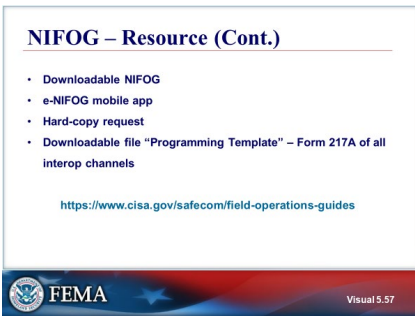 NIFOG – Resource (Cont.)
• Downloadable NIFOG
• e-NIFOG mobile app
• Hard-copy request
• Downloadable file “Programming Template” – Form 217A of all
interop channels
https://www.cisa.gov/safecom/field-operations-guides
FEMA
Visual 5.57